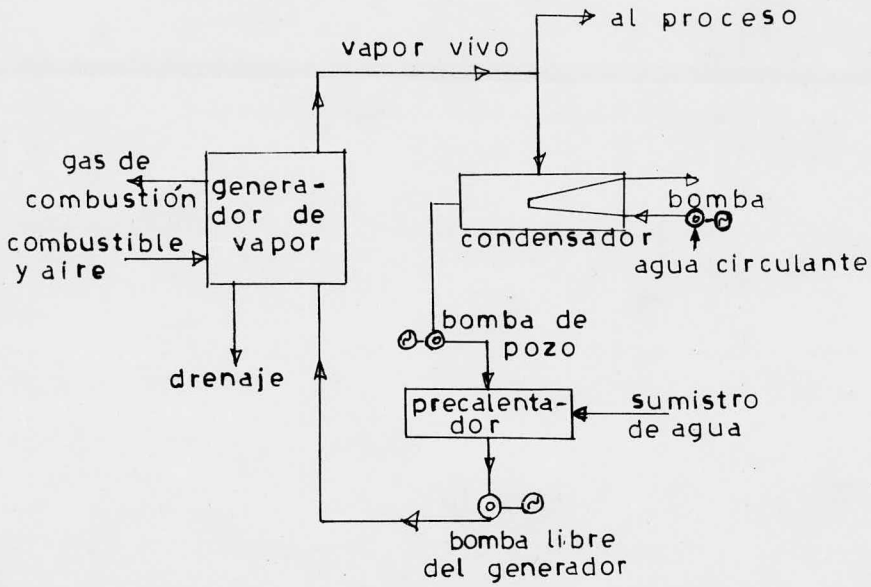 al proceso
vapor vivo
gas de
combustión
combustible
y aire
genera-
dor de
vapor
drenaje
condensador
bomba
agua circulante
bomba de
pozo
precalenta-
dor
sumistro
de agua
bomba libre
del generador